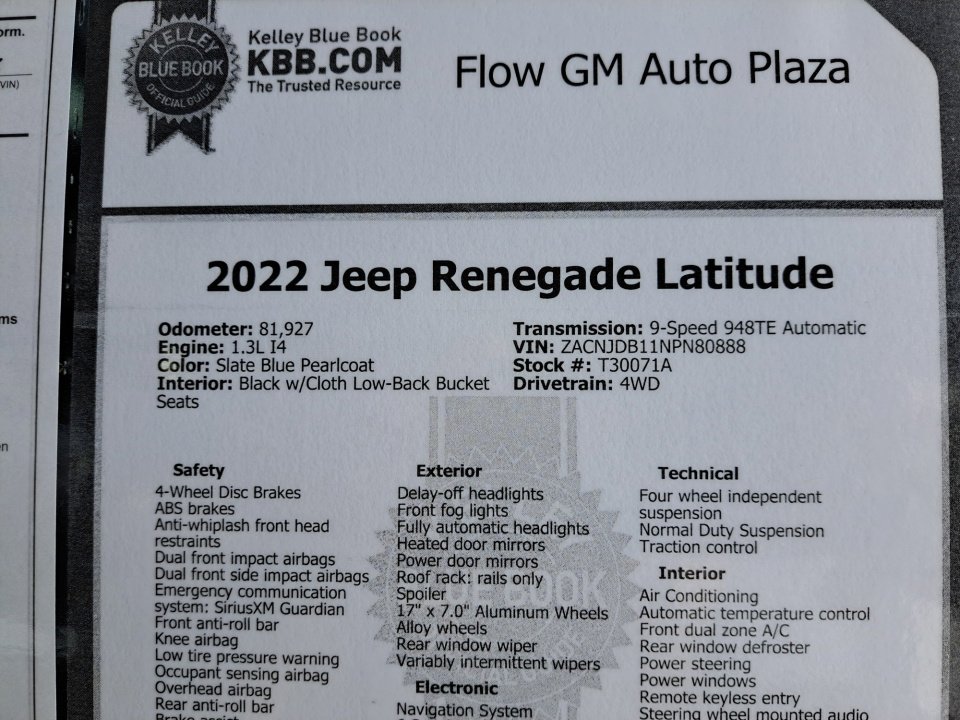 orm.
VIN)
ms
KELLEY
BLUE BOOK
OFFICIAL GUIDE
Kelley Blue Book
KBB.COM
The Trusted Resource
Flow GM Auto Plaza
2022 Jeep Renegade Latitude
Odometer: 81,927
Engine: 1.3L I4
Color: Slate Blue Pearlcoat
Interior: Black w/Cloth Low-Back Bucket
Seats
Transmission: 9-Speed 948TE Automatic
VIN: ZACNJDB11NPN80888
Stock #: T30071A
Drivetrain: 4WD
Safety
4-Wheel Disc Brakes
ABS brakes
Anti-whiplash front head
restraints
Dual front impact airbags
Dual front side impact airbags
Emergency communication
system: SiriusXM Guardian
Front anti-roll bar
Knee airbag
Low tire pressure warning
Occupant sensing airbag
Overhead airbag
Rear anti-roll bar
Brake assist
Exterior
Delay-off headlights
Front fog lights
Fully automatic headlights
Heated door mirrors
Power door mirrors
Roof rack: rails only
Spoiler
17" x 7.0" Aluminum Wheels
Alloy wheels
Rear window wiper
Variably intermittent wipers
Electronic
Navigation System
Technical
Four wheel independent
suspension
Normal Duty Suspension
Traction control
Interior
Air Conditioning
Automatic temperature control
Front dual zone A/C
Rear window defroster
Power steering
Power windows
Remote keyless entry
Steering wheel mounted audio